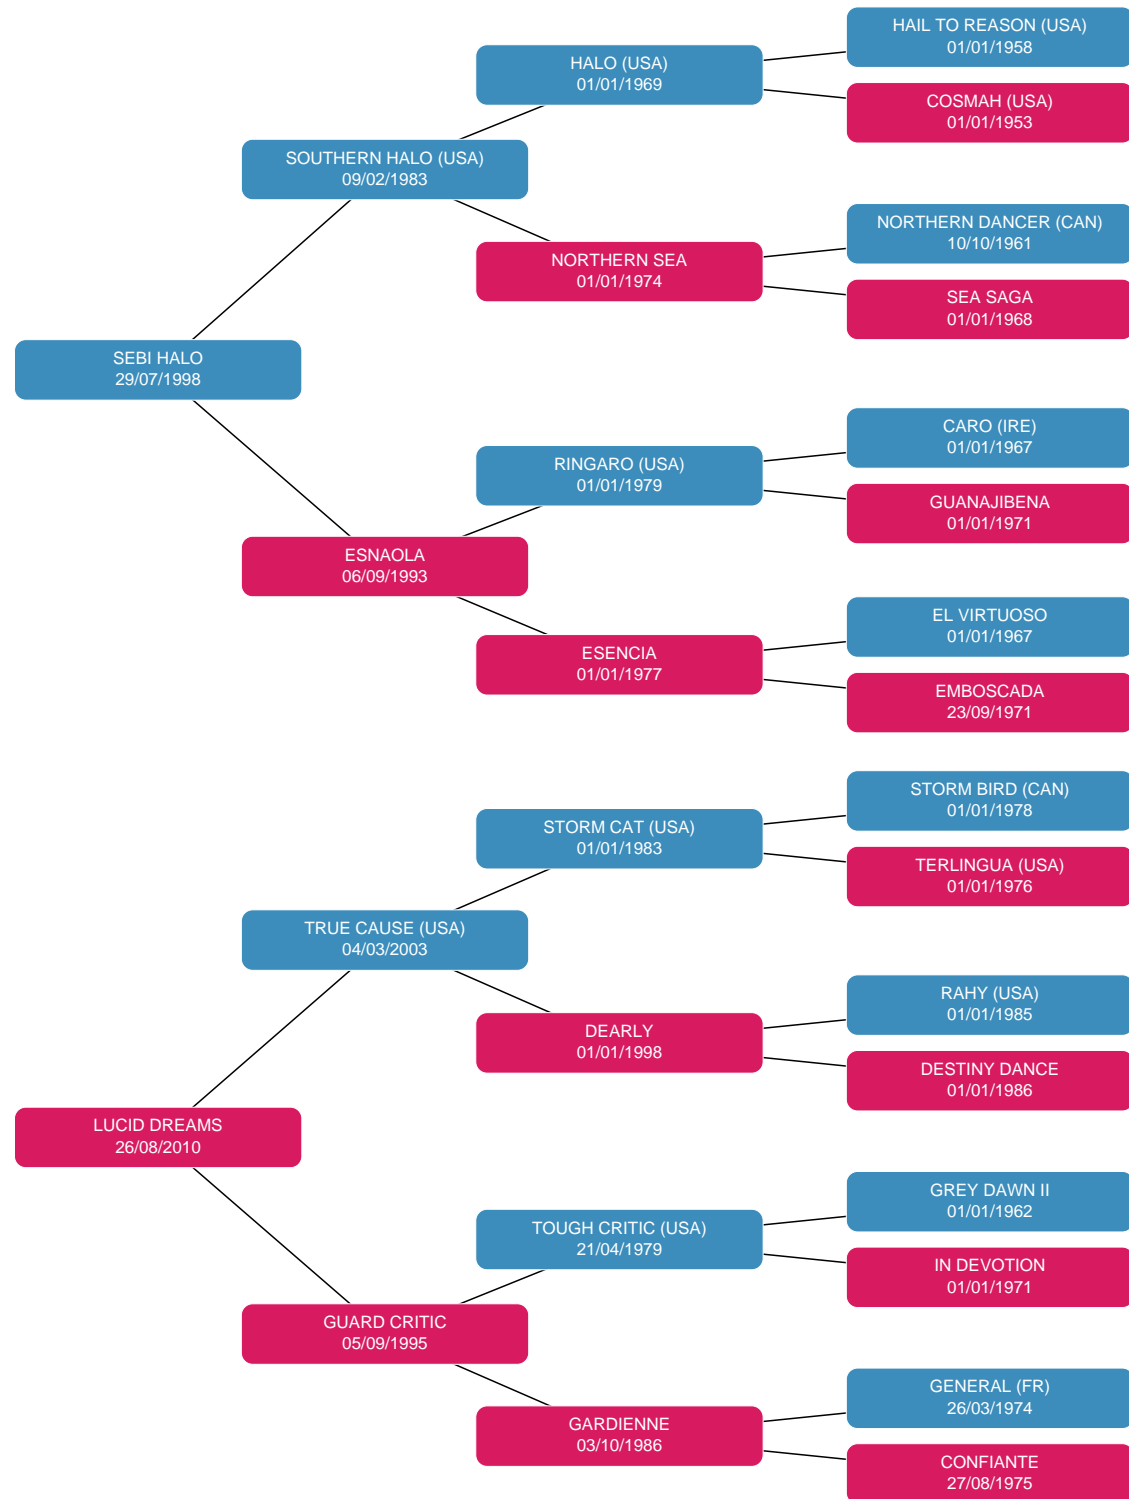 HAIL TO REASON (USA)
01/01/1958
HALO (USA)
01/01/1969
COSMAH (USA)
01/01/1953
SOUTHERN HALO (USA)
09/02/1983
NORTHERN DANCER (CAN)
10/10/1961
NORTHERN SEA
01/01/1974
SEA SAGA
01/01/1968
SEBI HALO
29/07/1998
CARO (IRE)
01/01/1967
RINGARO (USA)
01/01/1979
GUANAJIBENA
01/01/1971
ESNAOLA
06/09/1993
EL VIRTUOSO
01/01/1967
ESENCIA
01/01/1977
EMBOSCADA
23/09/1971
STORM BIRD (CAN)
01/01/1978
STORM CAT (USA)
01/01/1983
TERLINGUA (USA)
01/01/1976
TRUE CAUSE (USA)
04/03/2003
RAHY (USA)
01/01/1985
DEARLY
01/01/1998
DESTINY DANCE
01/01/1986
LUCID DREAMS
26/08/2010
GREY DAWN II
01/01/1962
TOUGH CRITIC (USA)
21/04/1979
IN DEVOTION
01/01/1971
GUARD CRITIC
05/09/1995
GENERAL (FR)
26/03/1974
GARDIENNE
03/10/1986
CONFIANTE
27/08/1975